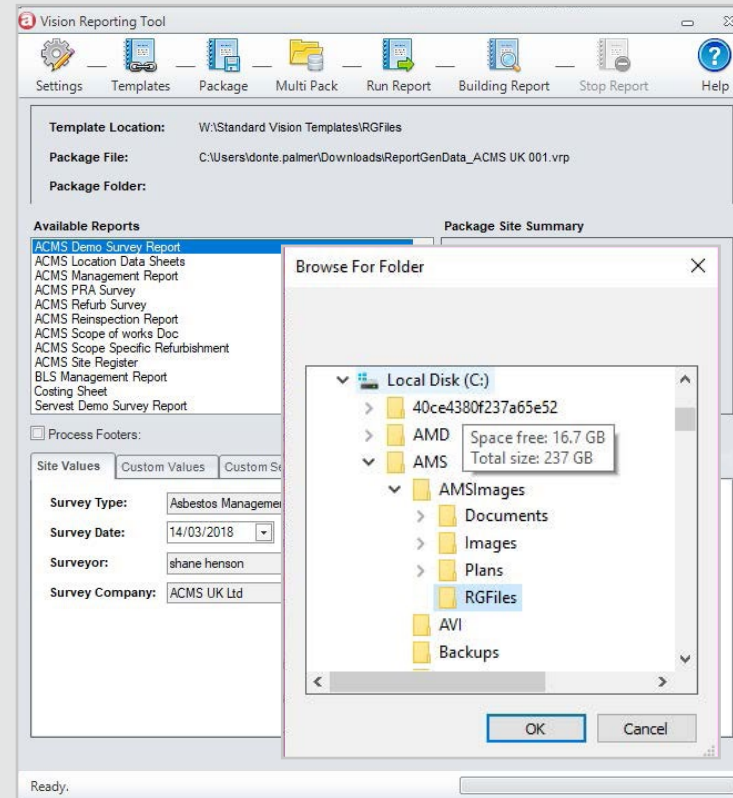 Vision Reporting Tool
Settings Templates Package Multi Pack Run Report Building Report Stop Report Help
Template Location: W:\Standard Vision Templates\RGFiles
Package File: C:\Users\donte.palmer\Downloads\ReportGenData_ACMS UK 001.vrp
Package Folder:
Available Reports
ACMS Demo Survey Report
ACMS Location Data Sheets
ACMS Management Report
ACMS PRA Survey
ACMS Refurb Survey
ACMS Reinspection Report
ACMS Scope of works Doc
ACMS Scope Specific Refurbishment
ACMS Site Register
BLS Management Report
Costing Sheet
Servest Demo Survey Report
Process Footers:
Site Values Custom Values Custom Se
Survey Type: Asbestos Managemen
Survey Date: 14/03/2018
Surveyor: shane henson
Survey Company: ACMS UK Ltd
Ready.
Package Site Summary
Browse For Folder
Local Disk (C:)
40ce4380f237a65e52
AMD
Space free: 16.7 GB
Total size: 237 GB
AMS
AMSImages
Documents
Images
Plans
RGFiles
AVI
Backups
OK Cancel